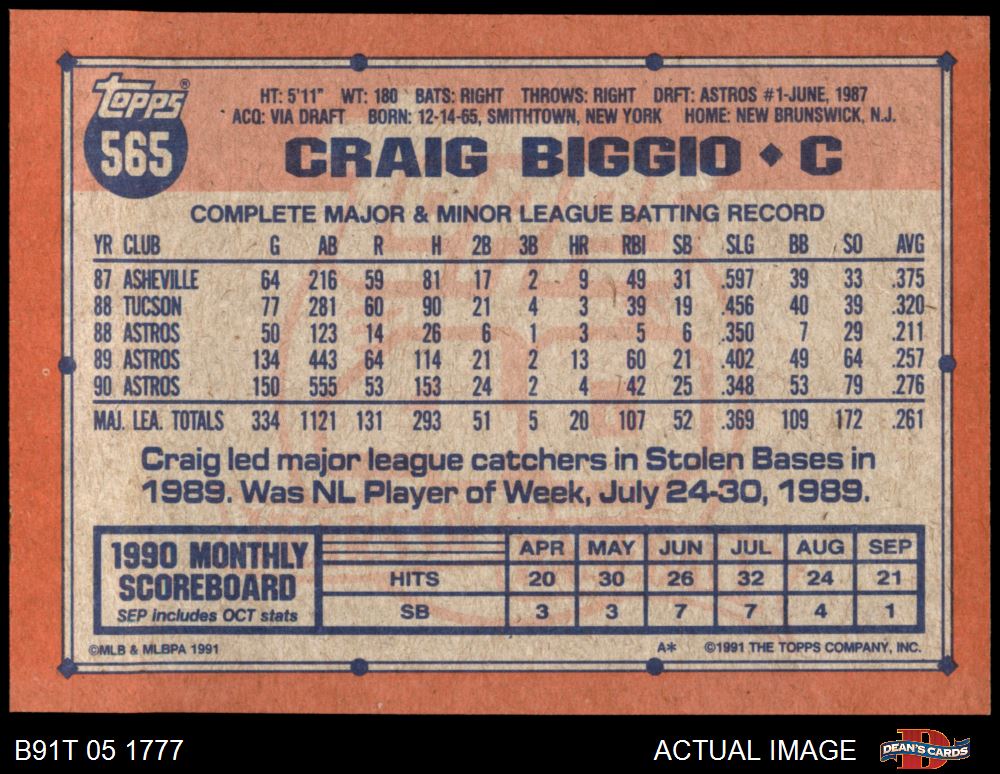 topps®
565
HT: 5'11" WT: 180 BATS: RIGHT THROWS: RIGHT DRFT: ASTROS #1-JUNE, 1987
ACQ: VIA DRAFT BORN: 12-14-65, SMITHTOWN, NEW YORK HOME: NEW BRUNSWICK, N.J.
CRAIG BIGGIO ♦ C
COMPLETE MAJOR & MINOR LEAGUE BATTING RECORD
YR CLUB G AB R H 2B 3B HR RBI SB SLG BB SO AVG
87 ASHEVILLE 64 216 59 81 17 2 9 49 31 .597 39 33 .375
88 TUCSON 77 281 60 90 21 4 3 39 19 .456 40 39 .320
88 ASTROS 50 123 14 26 6 1 3 5 6 .350 7 29 .211
89 ASTROS 134 443 64 114 21 2 13 60 21 .402 49 64 .257
90 ASTROS 150 555 53 153 24 2 4 42 25 .348 53 79 .276
MAJ. LEA. TOTALS 334 1121 131 293 51 5 20 107 52 .369 109 172 .261
Craig led major league catchers in Stolen Bases in
1989. Was NL Player of Week, July 24-30, 1989.
1990 MONTHLY
SCOREBOARD
SEP includes OCT stats
APR MAY JUN JUL AUG SEP
HITS 20 30 26 32 24 21
SB 3 3 7 7 4 1
©MLB & MLBPA 1991 A* ©1991 THE TOPPS COMPANY, INC.
B91T 05 1777 ACTUAL IMAGE
DEAN'S CARDS